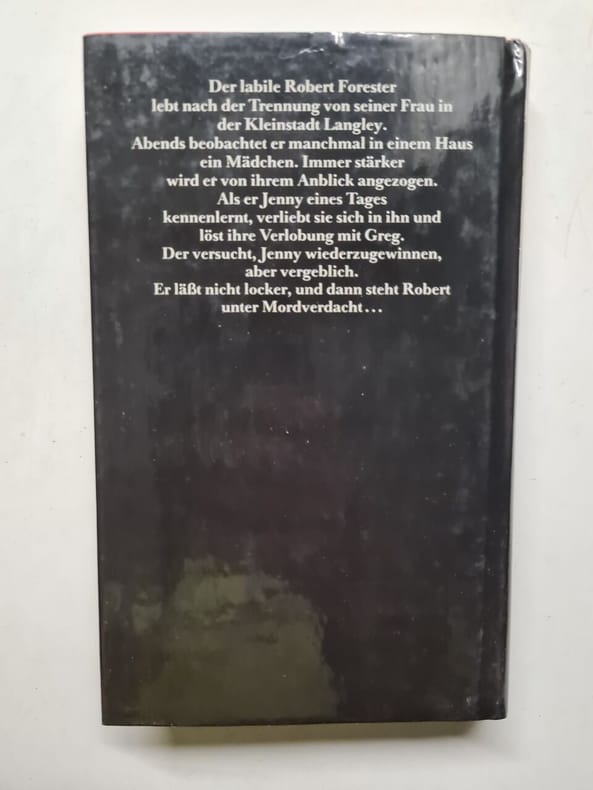 Der labile Robert Forester
lebt nach der Trennung von seiner Frau in
der Kleinstadt Langley.
Abends beobachtet er manchmal in einem Haus
ein Mädchen. Immer stärker
wird er von ihrem Anblick angezogen.
Als er Jenny eines Tages
kennenlernt, verliebt sie sich in ihn und
löst ihre Verlobung mit Greg.
Der versucht, Jenny wiederzugewinnen,
aber vergeblich.
Er läßt nicht locker, und dann steht Robert
unter Mordverdacht...